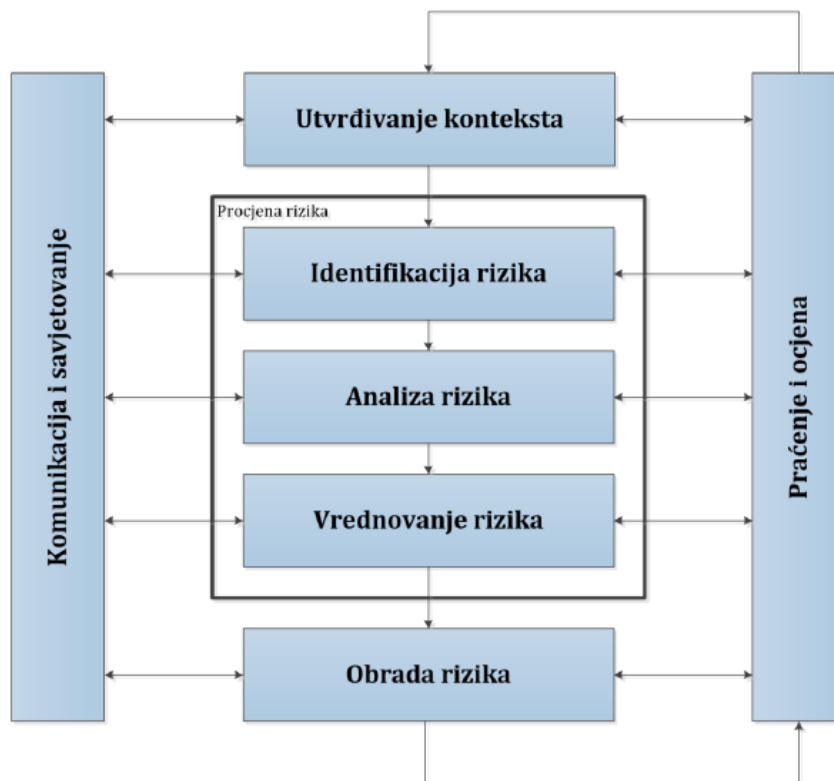 Utvrđivanje konteksta
Procjena rizika
Identifikacija rizika
Analiza rizika
Vrednovanje rizika
Obrada rizika
Komunikacija i savjetovanje
Praćenje i ocjena